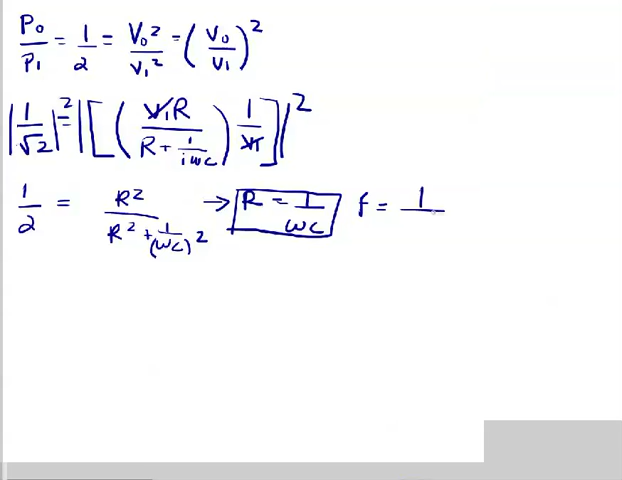 P₀/P₁ = 1/2 = V₀²/V₁² = (V₀/V₁)²
|1/√2|² = |[(V₁R/(R + 1/iωc)) 1/V₁]|²
1/2 = R²/(R² + 1/(ωc)²) → R = 1/ωc f = 1/